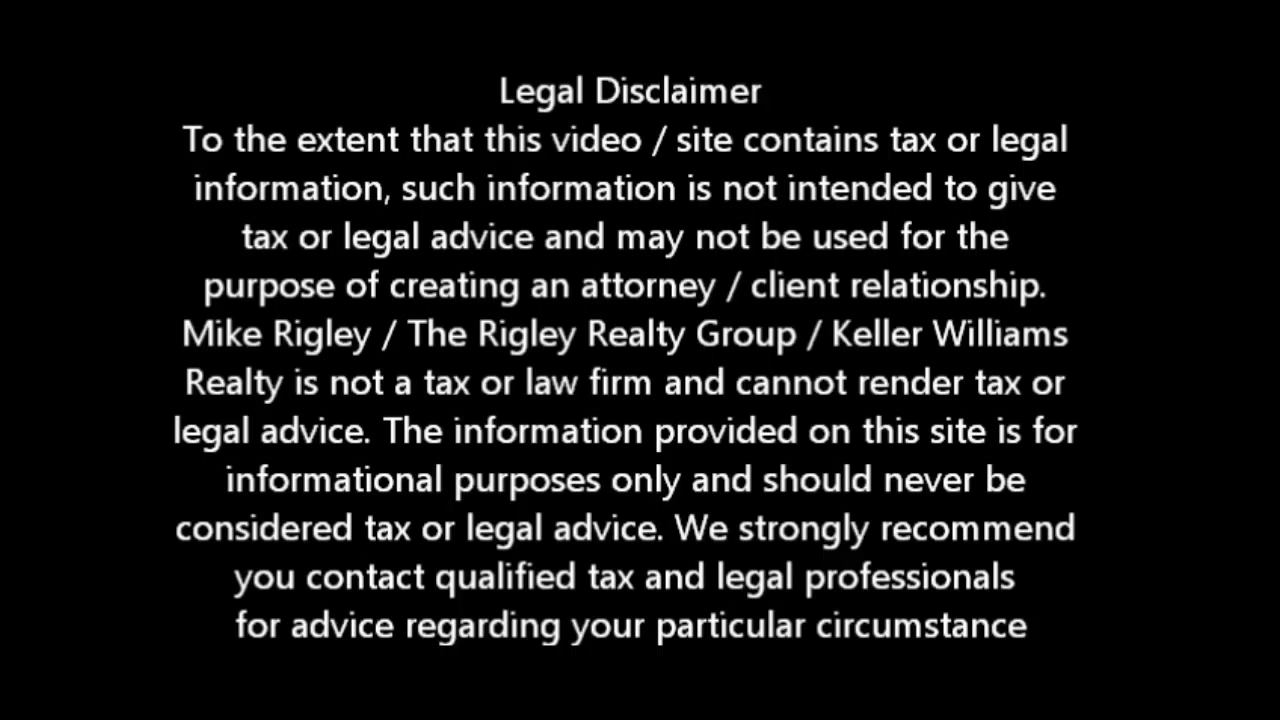 Legal Disclaimer
To the extent that this video / site contains tax or legal
information, such information is not intended to give
tax or legal advice and may not be used for the
purpose of creating an attorney / client relationship.
Mike Rigley / The Rigley Realty Group / Keller Williams
Realty is not a tax or law firm and cannot render tax or
legal advice. The information provided on this site is for
informational purposes only and should never be
considered tax or legal advice. We strongly recommend
you contact qualified tax and legal professionals
for advice regarding your particular circumstance